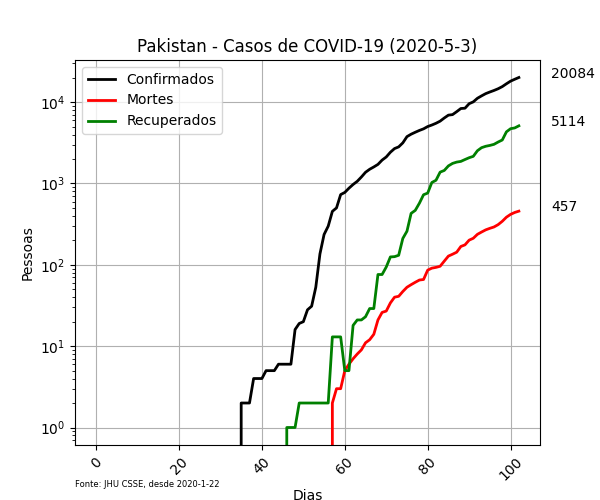 Pakistan - Casos de COVID-19 (2020-5-3)
Confirmados
Mortes
Recuperados
20084
5114
457
10⁴
10³
10²
10¹
10⁰
Pessoas
0 20 40 60 80 100
Dias
Fonte: JHU CSSE, desde 2020-1-22